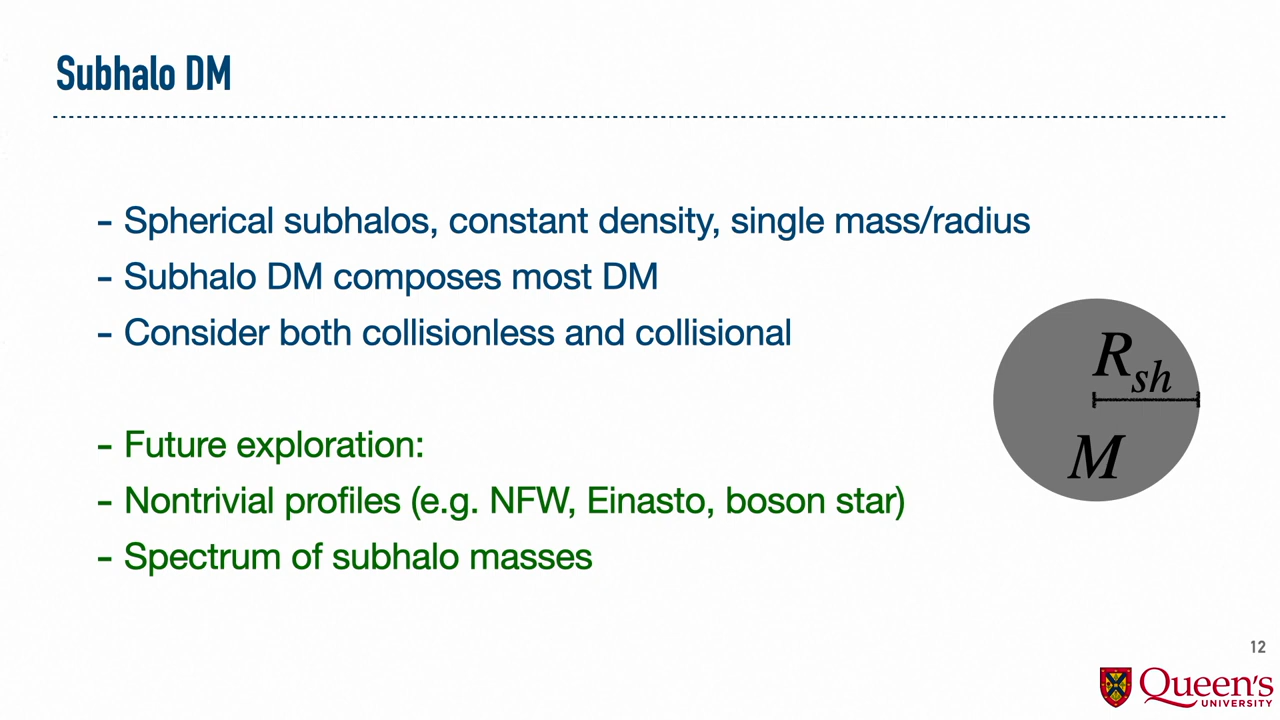 Subhalo DM
- Spherical subhalos, constant density, single mass/radius
- Subhalo DM composes most DM
- Consider both collisionless and collisional
R_sh
M
- Future exploration:
- Nontrivial profiles (e.g. NFW, Einasto, boson star)
- Spectrum of subhalo masses
12
Queen's
UNIVERSITY